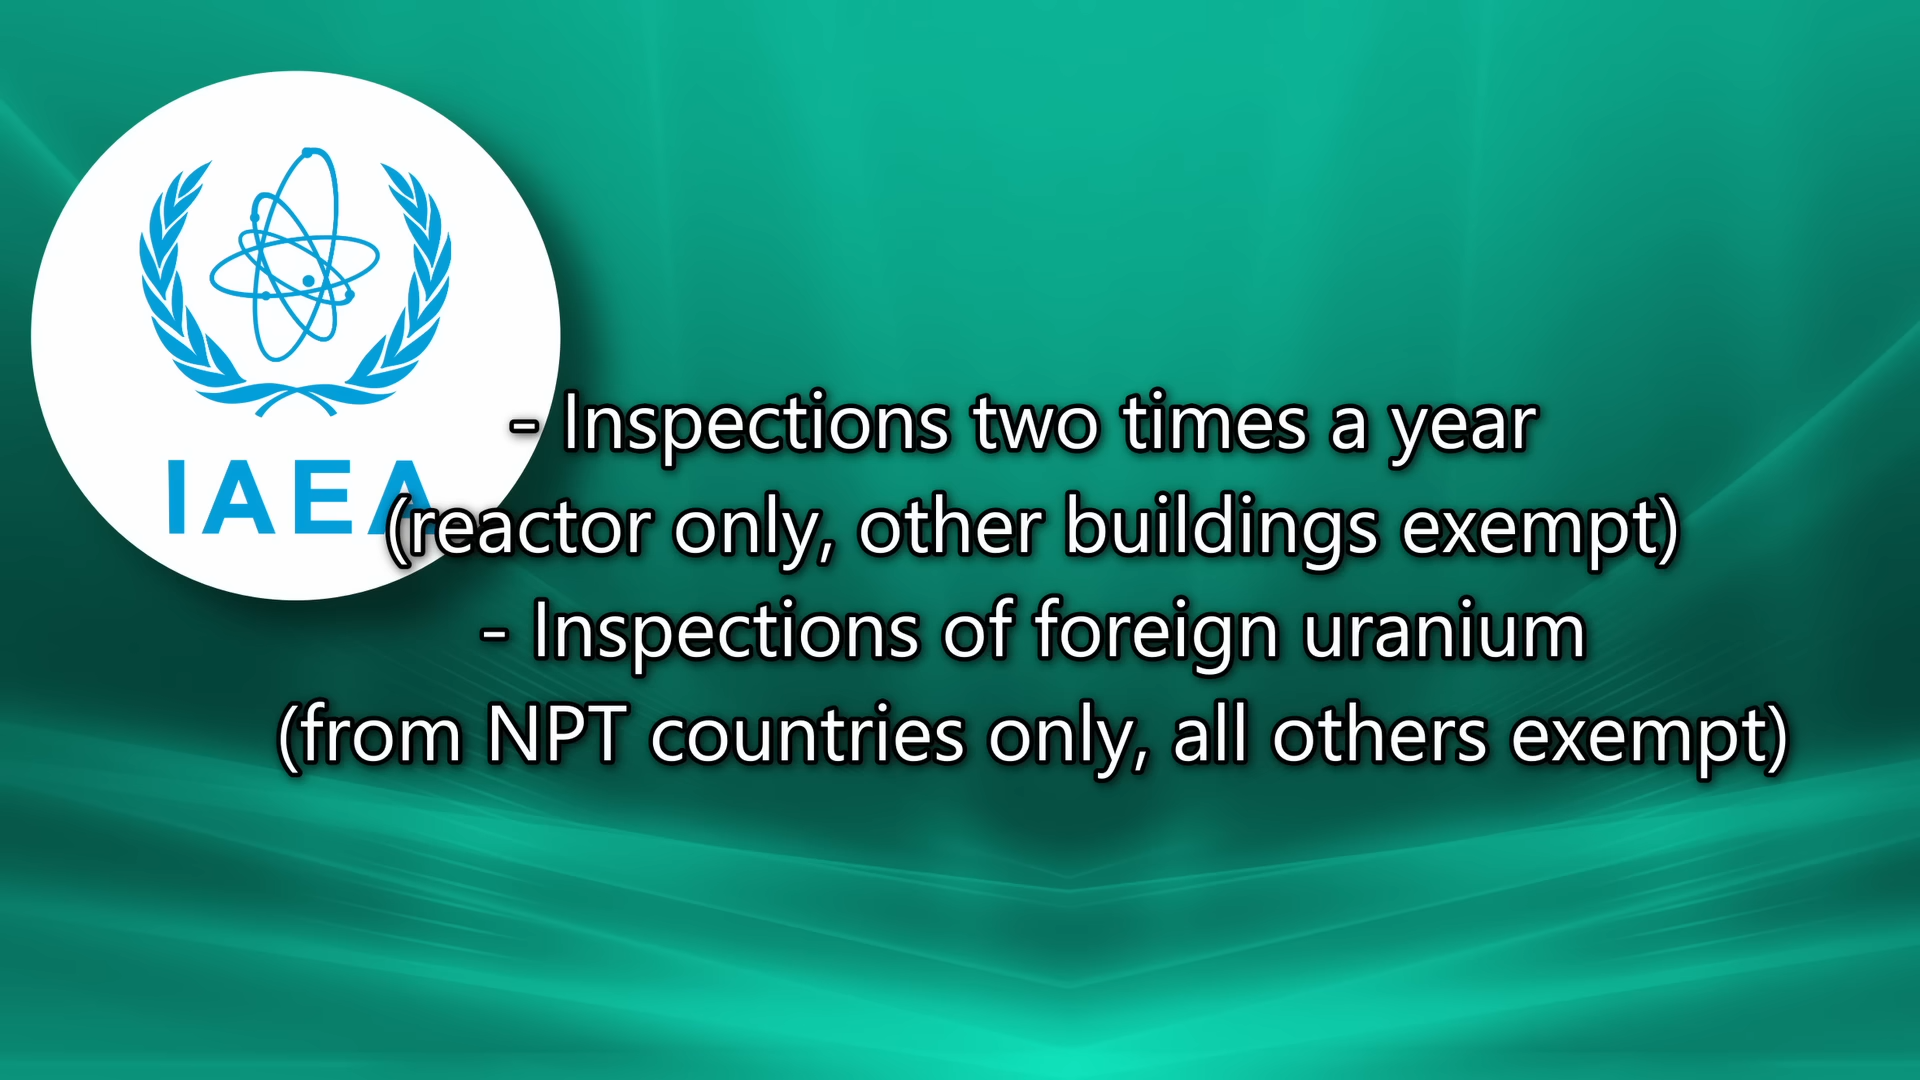 IAEA
- Inspections two times a year
(reactor only, other buildings exempt)
- Inspections of foreign uranium
(from NPT countries only, all others exempt)